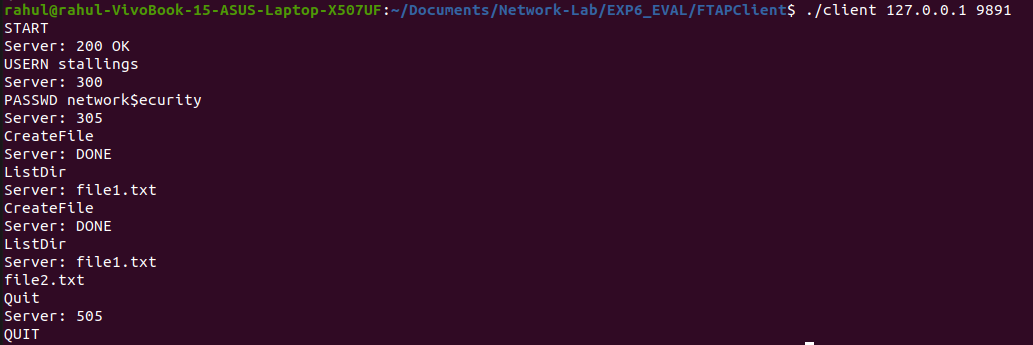 rahul@rahul-VivoBook-15-ASUS-Laptop-X507UF:~/Documents/Network-Lab/EXP6_EVAL/FTAPClient$ ./client 127.0.0.1 9891
START
Server: 200 OK
USERN stallings
Server: 300
PASSWD network$ecurity
Server: 305
CreateFile
Server: DONE
ListDir
Server: file1.txt
CreateFile
Server: DONE
ListDir
Server: file1.txt
file2.txt
Quit
Server: 505
QUIT